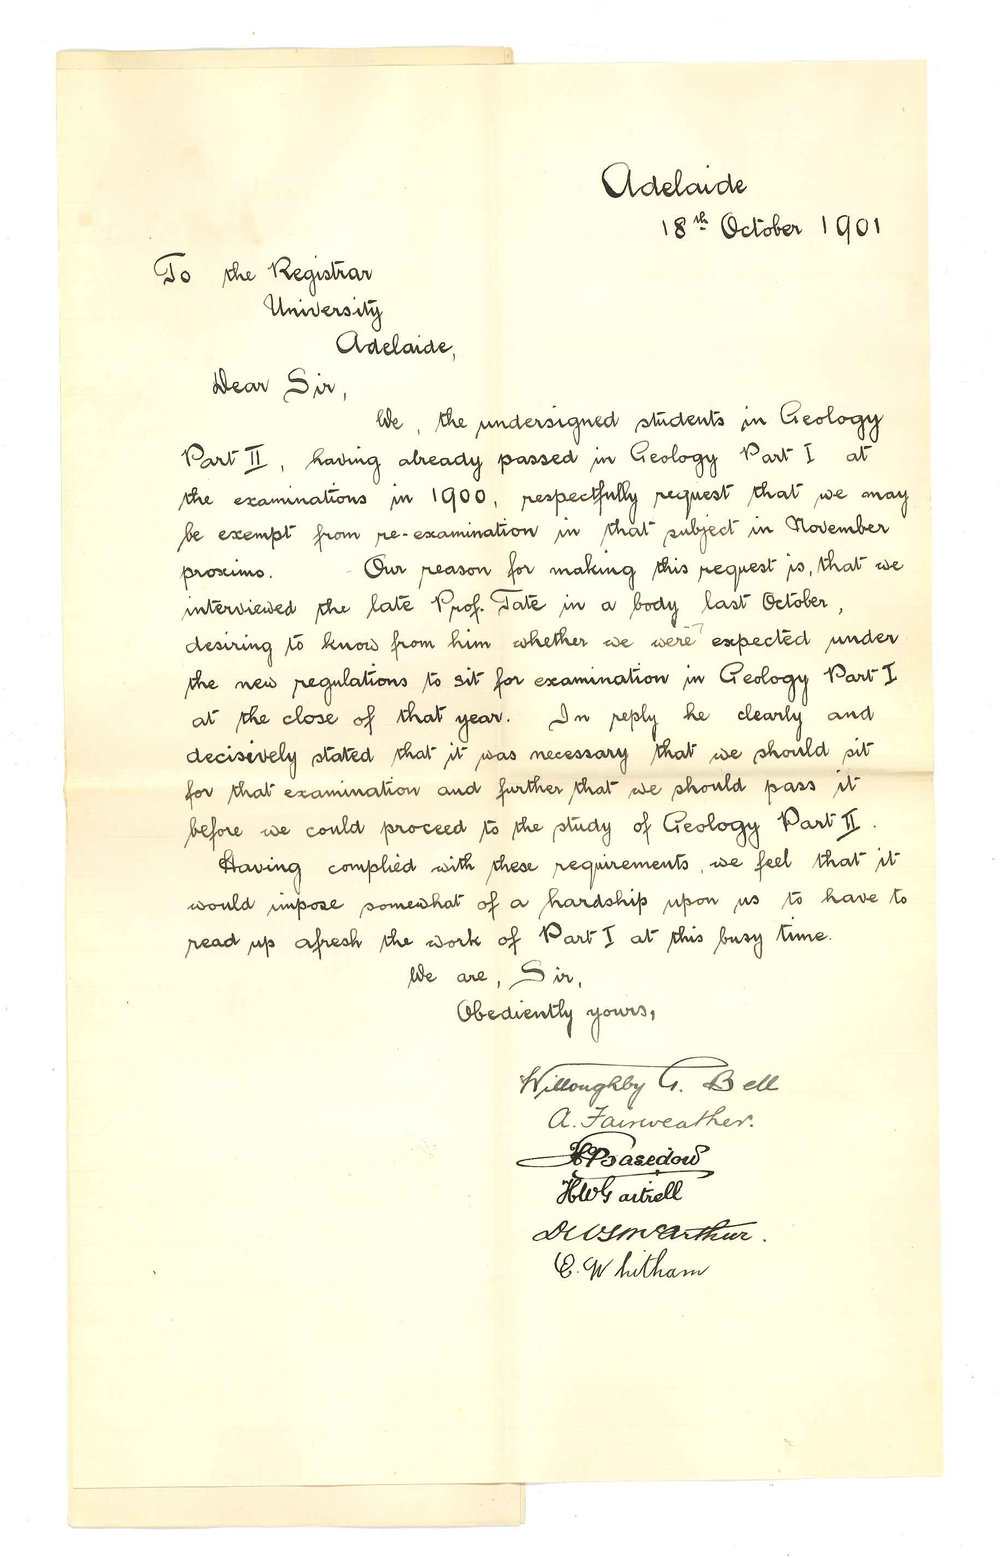 Adelaide
18th October 1901
To the Registrar
University
Adelaide,
Dear Sir,
We, the undersigned students in Geology
Part II, having already passed in Geology Part I at
the examinations in 1900, respectfully request that we may
be exempt from re-examination in that subject in November
proximo. Our reason for making this request is, that we
interviewed the late Prof. Tate in a body last October,
desiring to know from him whether we were expected under
the new regulations to sit for examination in Geology Part I
at the close of that year. In reply he clearly and
decisively stated that it was necessary that we should sit
for that examination and further that we should pass it
before we could proceed to the study of Geology Part II.
Having complied with these requirements, we feel that it
would impose somewhat of a hardship upon us to have to
read up afresh the work of Part I at this busy time.
We are, Sir,
Obediently yours,
Willoughby G. Bell
A. Fairweather.
H Basedow
HW Gartrell
D W S McArthur.
E. Whitham